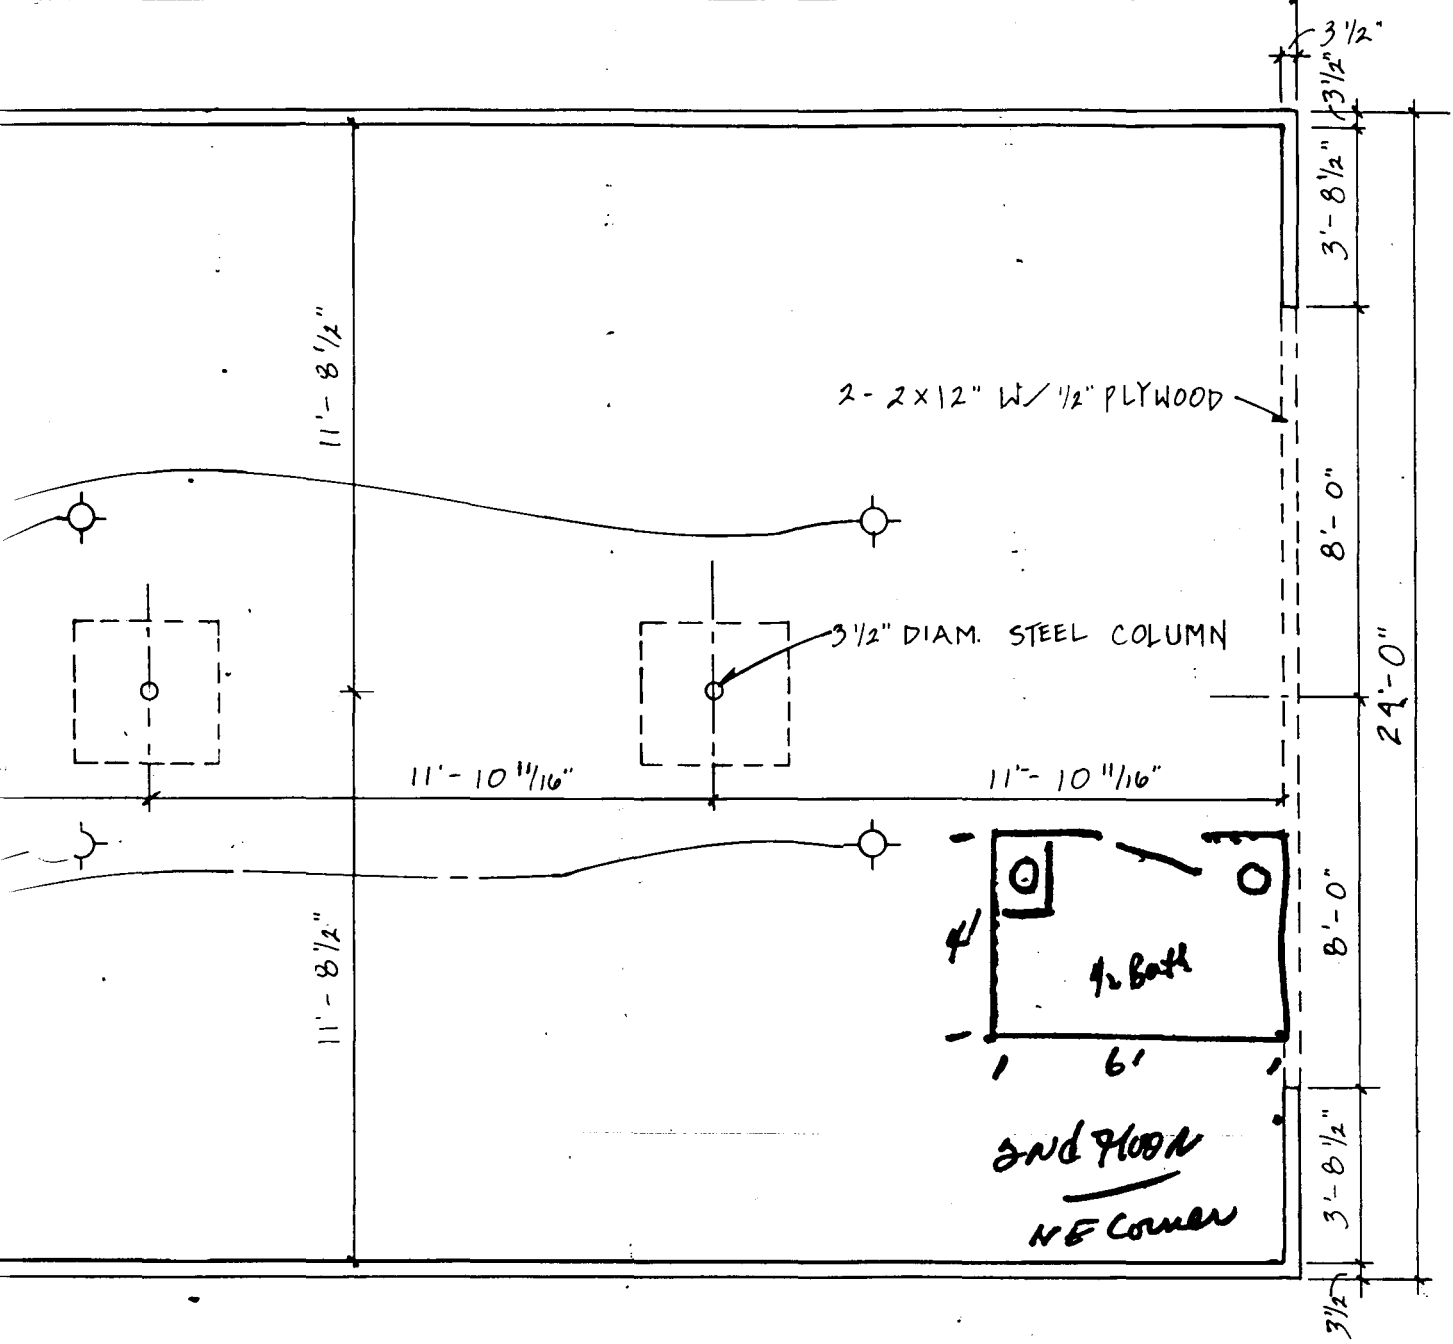 3 1/2"
3 1/2"
3'- 8 1/2"
11'- 8 1/2"
2- 2x12" W/ 1/2" PLYWOOD
8'- 0"
3 1/2" DIAM. STEEL COLUMN
24'-0"
11'- 10 11/16"
11'- 10 11/16"
4'
1/2 Bath
8'- 0"
11'- 8 1/2"
6'
2nd Floor
NE Corner
3'- 8 1/2"
3 1/2